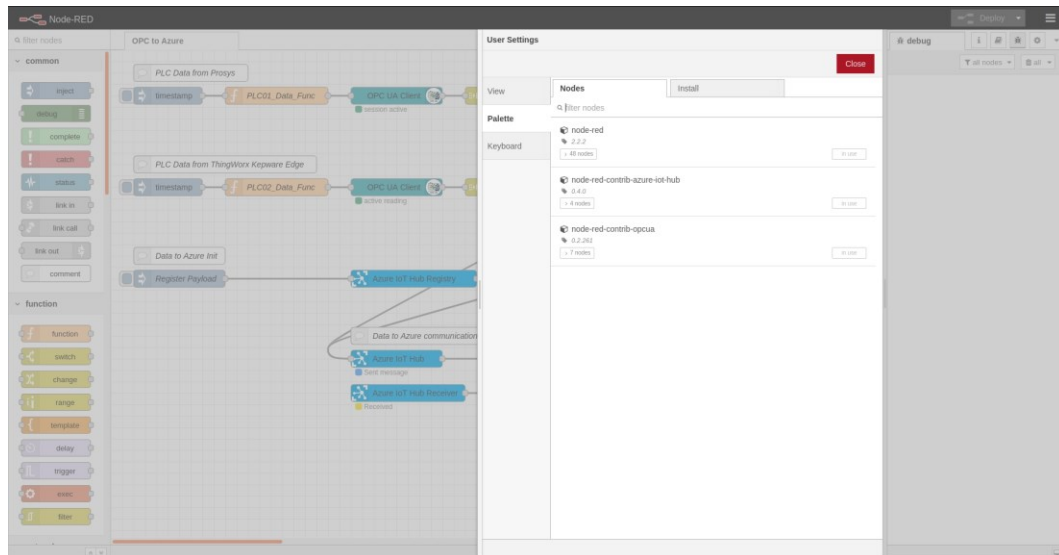 Node-RED
Deploy
filter nodes
common
inject
debug
complete
catch
status
link in
link call
link out
comment
function
function
switch
change
range
template
delay
trigger
exec
filter
OPC to Azure
PLC Data from Prosys
timestamp
PLC01_Data_Func
OPC UA Client
session active
PLC Data from ThingWorx Kepware Edge
timestamp
PLC02_Data_Func
OPC UA Client
active reading
Data to Azure Init
Register Payload
Azure IoT Hub Registry
Data to Azure communication
Azure IoT Hub
Sent message
Azure IoT Hub Receiver
Received
User Settings
Close
View
Palette
Keyboard
Nodes
Install
filter nodes
node-red
2.2.2
48 nodes
in use
node-red-contrib-azure-iot-hub
0.4.0
4 nodes
in use
node-red-contrib-opcua
0.2.261
7 nodes
in use
debug
all nodes
all